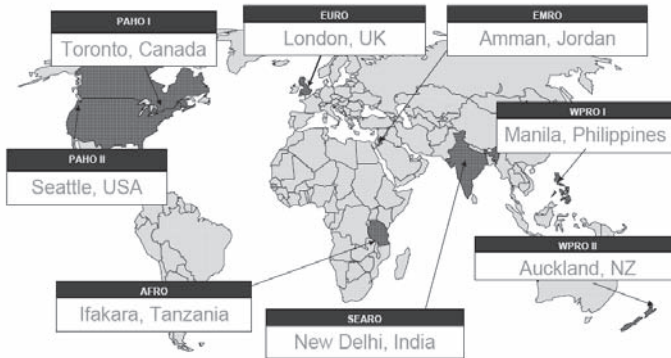 PAHO I
Toronto, Canada
EURO
London, UK
EMRO
Amman, Jordan
WPRO I
Manila, Philippines
PAHO II
Seattle, USA
WPRO II
Auckland, NZ
AFRO
Ifakara, Tanzania
SEARO
New Delhi, India